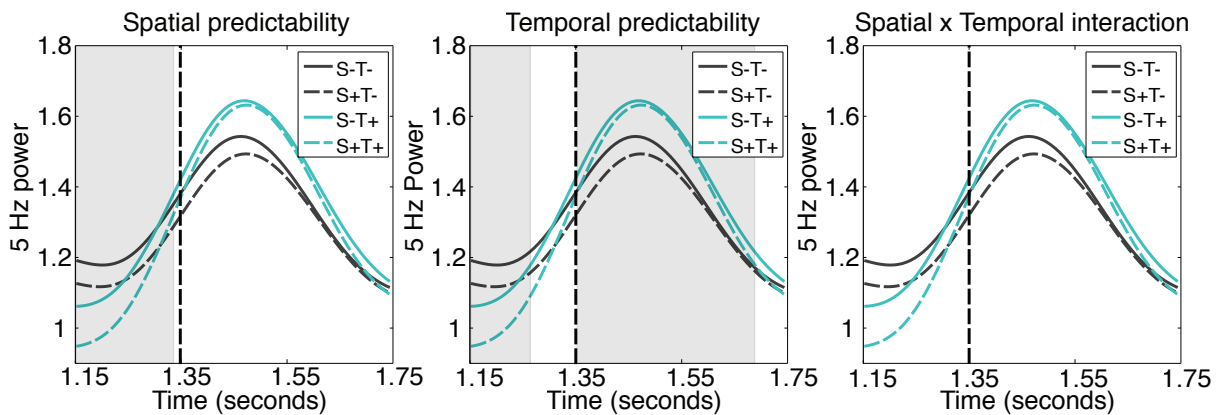 Spatial predictability
1.8
1.6
1.4
1.2
1
5 Hz power
S-T-
S+T-
S-T+
S+T+
1.15
1.35
1.55
1.75
Time (seconds)
Temporal predictability
1.8
1.6
1.4
1.2
1
5 Hz Power
S-T-
S+T-
S-T+
S+T+
1.15
1.35
1.55
1.75
Time (seconds)
Spatial x Temporal interaction
1.8
1.6
1.4
1.2
1
5 Hz power
S-T-
S+T-
S-T+
S+T+
1.15
1.35
1.55
1.75
Time (seconds)